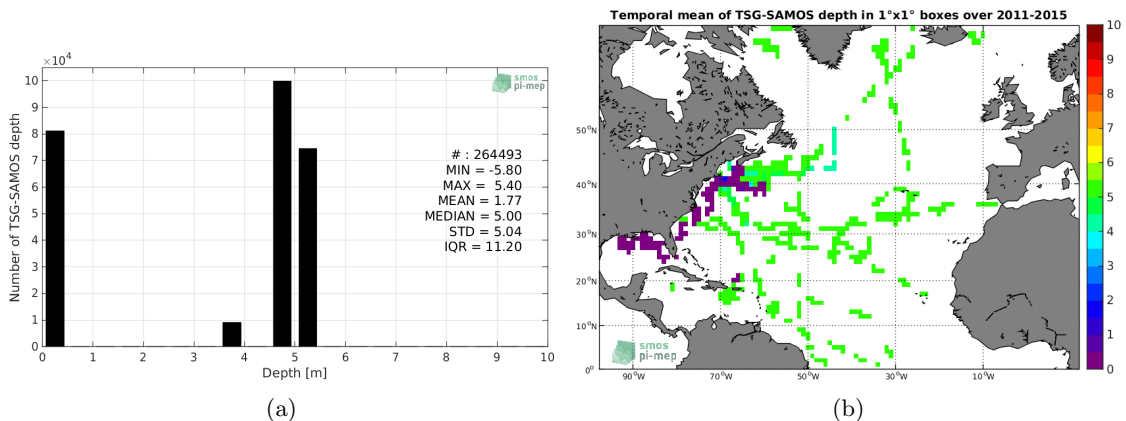 ×10⁴
10
9
8
7
6
5
4
3
2
1
0
Number of TSG-SAMOS depth
smos
pi-mep
# : 264493
MIN = -5.80
MAX = 5.40
MEAN = 1.77
MEDIAN = 5.00
STD = 5.04
IQR = 11.20
0 1 2 3 4 5 6 7 8 9 10
Depth [m]
(a)
Temporal mean of TSG-SAMOS depth in 1°x1° boxes over 2011-2015
50°N
40°N
30°N
20°N
10°N
0°
90°W 70°W 50°W 30°W 10°W
smos
pi-mep
10
9
8
7
6
5
4
3
2
1
0
(b)